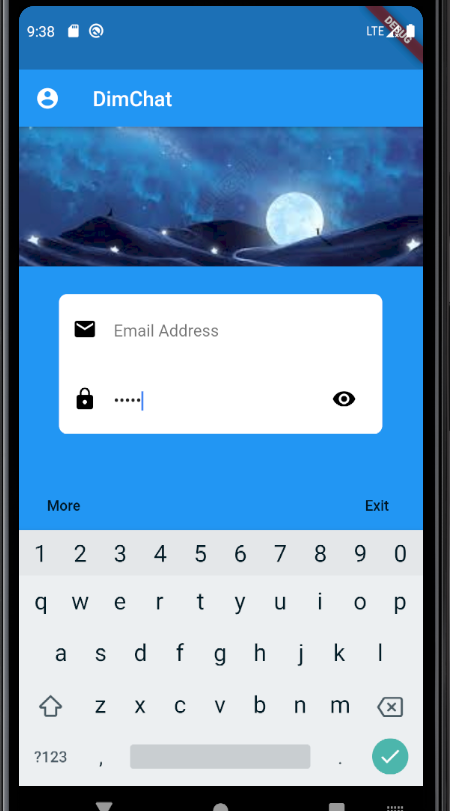 9:38 LTE
DEBUG
DimChat
Email Address
•••••
More Exit
1 2 3 4 5 6 7 8 9 0
q w e r t y u i o p
a s d f g h j k l
z x c v b n m
?123 , .